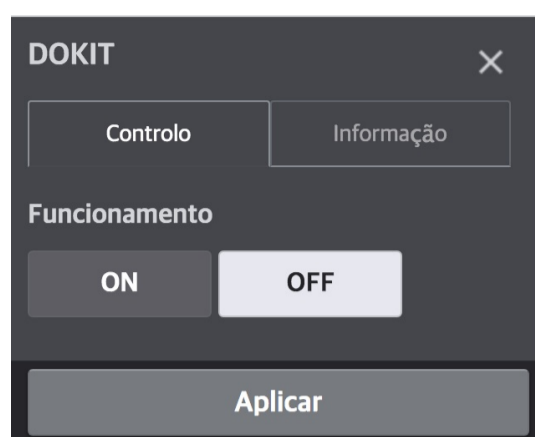 DOKIT
Controlo Informação
Funcionamento
ON OFF
Aplicar